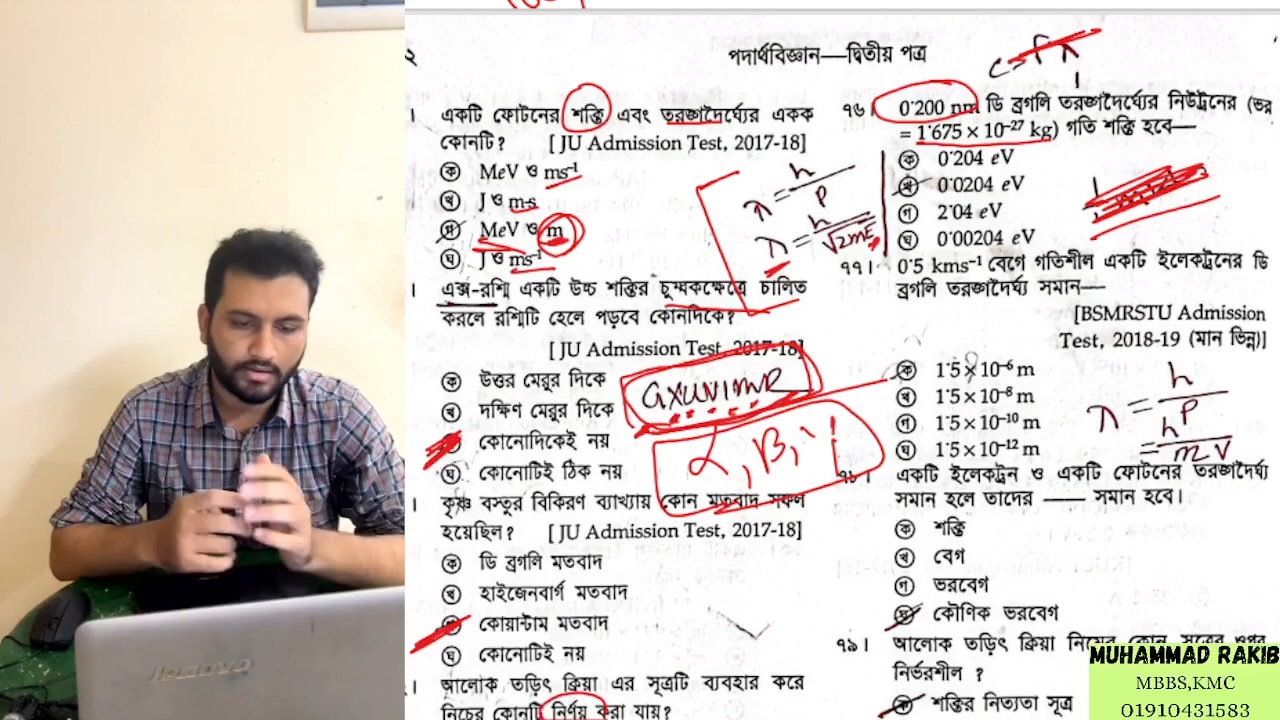 ২
পদার্থবিজ্ঞান—দ্বিতীয় পত্র
। একটি ফোটনের শক্তি এবং তরঙ্গদৈর্ঘ্যের একক
কোনটি? [ JU Admission Test, 2017-18]
ক MeV ও ms⁻¹
খ J ও m-s
গ MeV ও m
ঘ J ও ms⁻¹
। এক্স-রশ্মি একটি উচ্চ শক্তির চুম্বকক্ষেত্রে চালিত
করলে রশ্মিটি হেলে পড়বে কোনদিকে?
[ JU Admission Test, 2017-18]
ক উত্তর মেরুর দিকে
খ দক্ষিণ মেরুর দিকে
কোনোদিকেই নয়
ঘ কোনোটিই ঠিক নয়
। কৃষ্ণ বস্তুর বিকিরণ ব্যাখ্যায় কোন মতবাদ সফল
হয়েছিল? [ JU Admission Test, 2017-18]
ক ডি ব্রগলি মতবাদ
খ হাইজেনবার্গ মতবাদ
কোয়ান্টাম মতবাদ
ঘ কোনোটিই নয়
। আলোক তড়িৎ ক্রিয়া এর সূত্রটি ব্যবহার করে
নিচের কোনটি নির্ণয় করা যায়?
λ = h/P
λ = h/√2mE
GXUVIMR
α, β,
৭৬। 0·200 nm ডি ব্রগলি তরঙ্গদৈর্ঘ্যের নিউট্রনের (ভর
= 1·675 × 10⁻²⁷ kg) গতি শক্তি হবে—
ক 0·204 eV
খ 0·0204 eV
গ 2·04 eV
ঘ 0·00204 eV
৭৭। 0·5 kms⁻¹ বেগে গতিশীল একটি ইলেকট্রনের ডি
ব্রগলি তরঙ্গদৈর্ঘ্য সমান—
[BSMRSTU Admission
Test, 2018-19 (মান ভিন্ন)]
ক 1·5 × 10⁻⁶ m
খ 1·5 × 10⁻⁸ m
গ 1·5 × 10⁻¹⁰ m
ঘ 1·5 × 10⁻¹² m
λ = h/P
= h/mV
৭৮। একটি ইলেকট্রন ও একটি ফোটনের তরঙ্গদৈর্ঘ্য
সমান হলে তাদের —— সমান হবে।
ক শক্তি
খ বেগ
গ ভরবেগ
ঘ কৌণিক ভরবেগ
৭৯। আলোক তড়িৎ ক্রিয়া নিমের কোন সূত্রের ওপর
নির্ভরশীল ?
ক শক্তির নিত্যতা সূত্র
MUHAMMAD RAKIB
MBBS,KMC
01910431583
lenovo